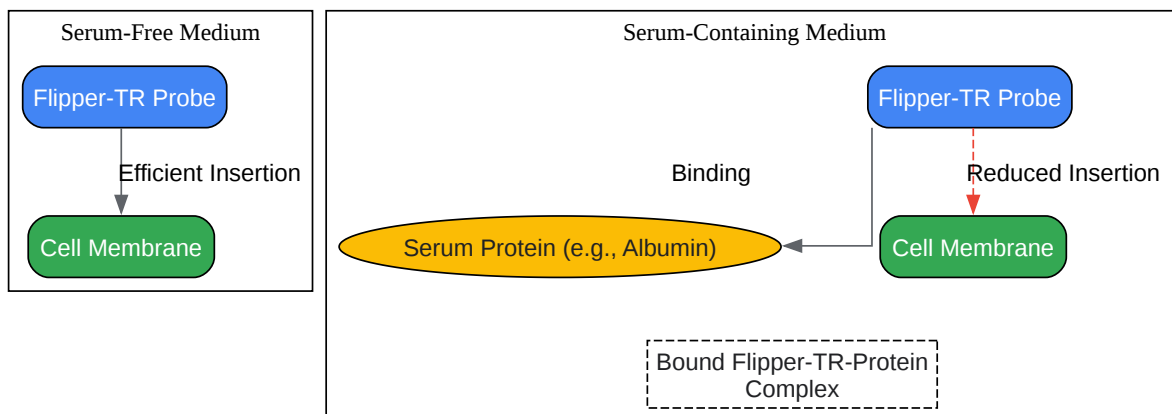 Serum-Free Medium
Flipper-TR Probe
Efficient Insertion
Cell Membrane
Serum-Containing Medium
Flipper-TR Probe
Binding
Reduced Insertion
Serum Protein (e.g., Albumin)
Cell Membrane
Bound Flipper-TR-Protein
Complex